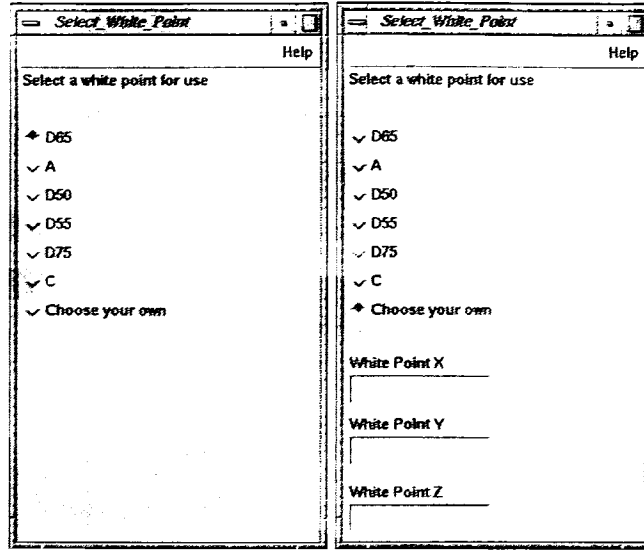 Select_White_Point
Help
Select a white point for use
D65
A
D50
D55
D75
C
Choose your own
Select_White_Point
Help
Select a white point for use
D65
A
D50
D55
D75
C
Choose your own
White Point X
White Point Y
White Point Z